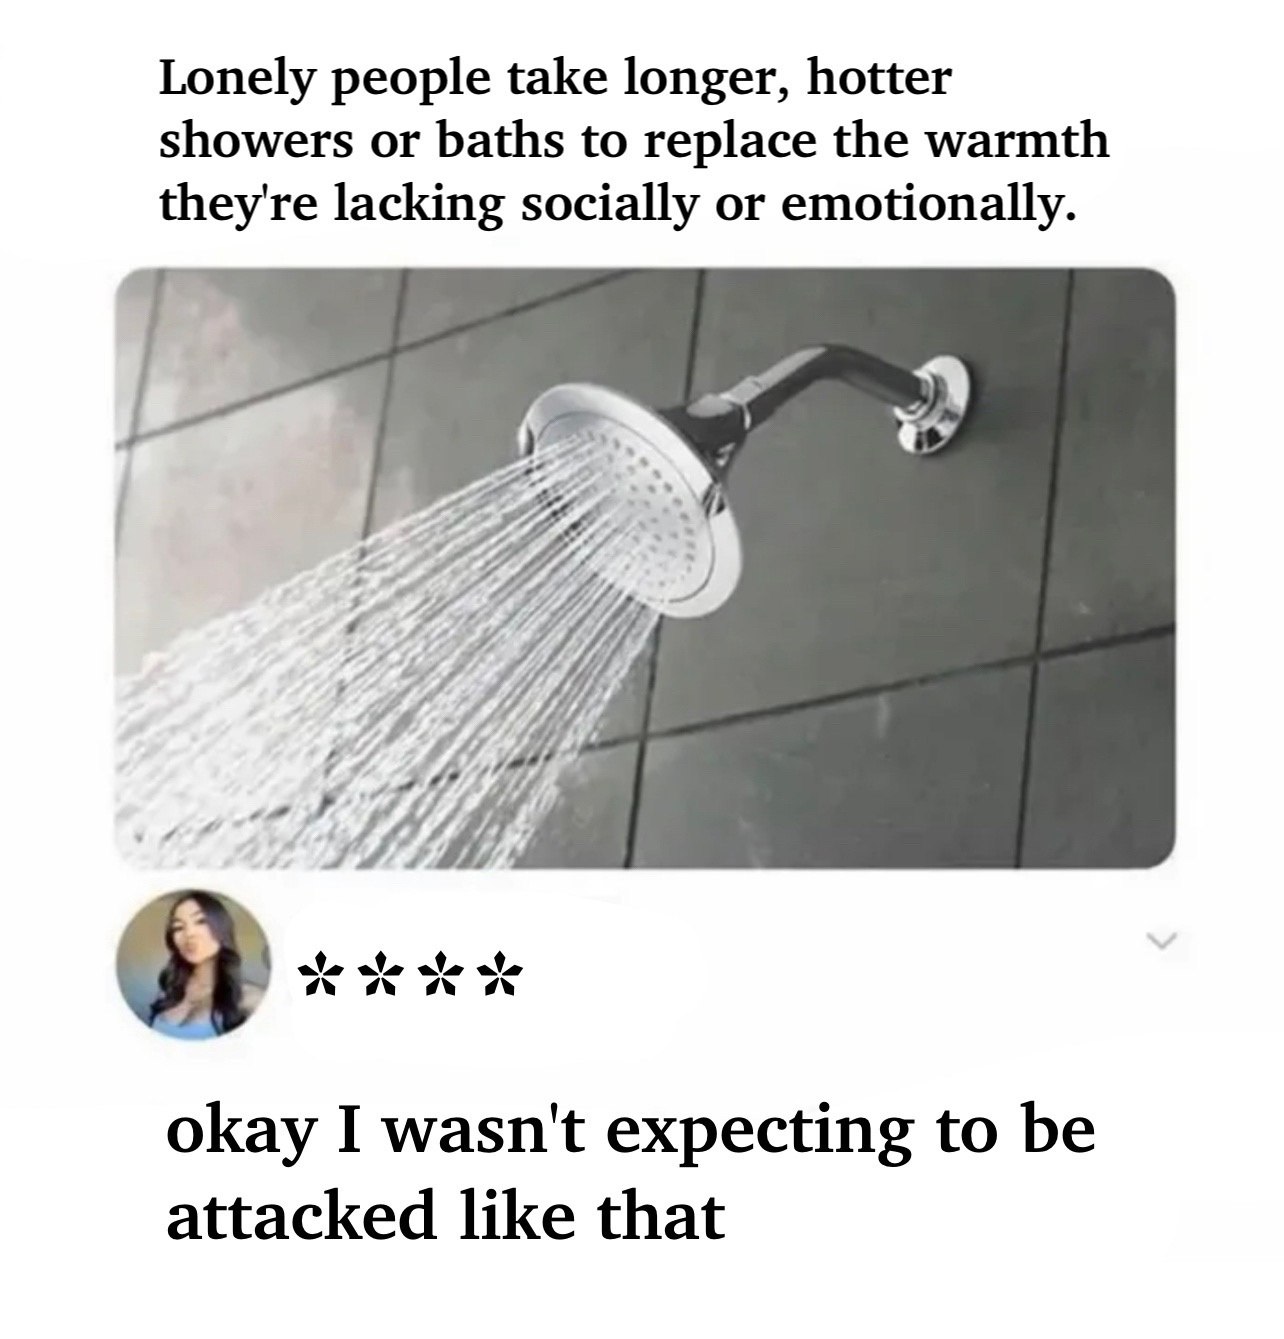 Lonely people take longer, hotter
showers or baths to replace the warmth
they're lacking socially or emotionally.
****
okay I wasn't expecting to be
attacked like that